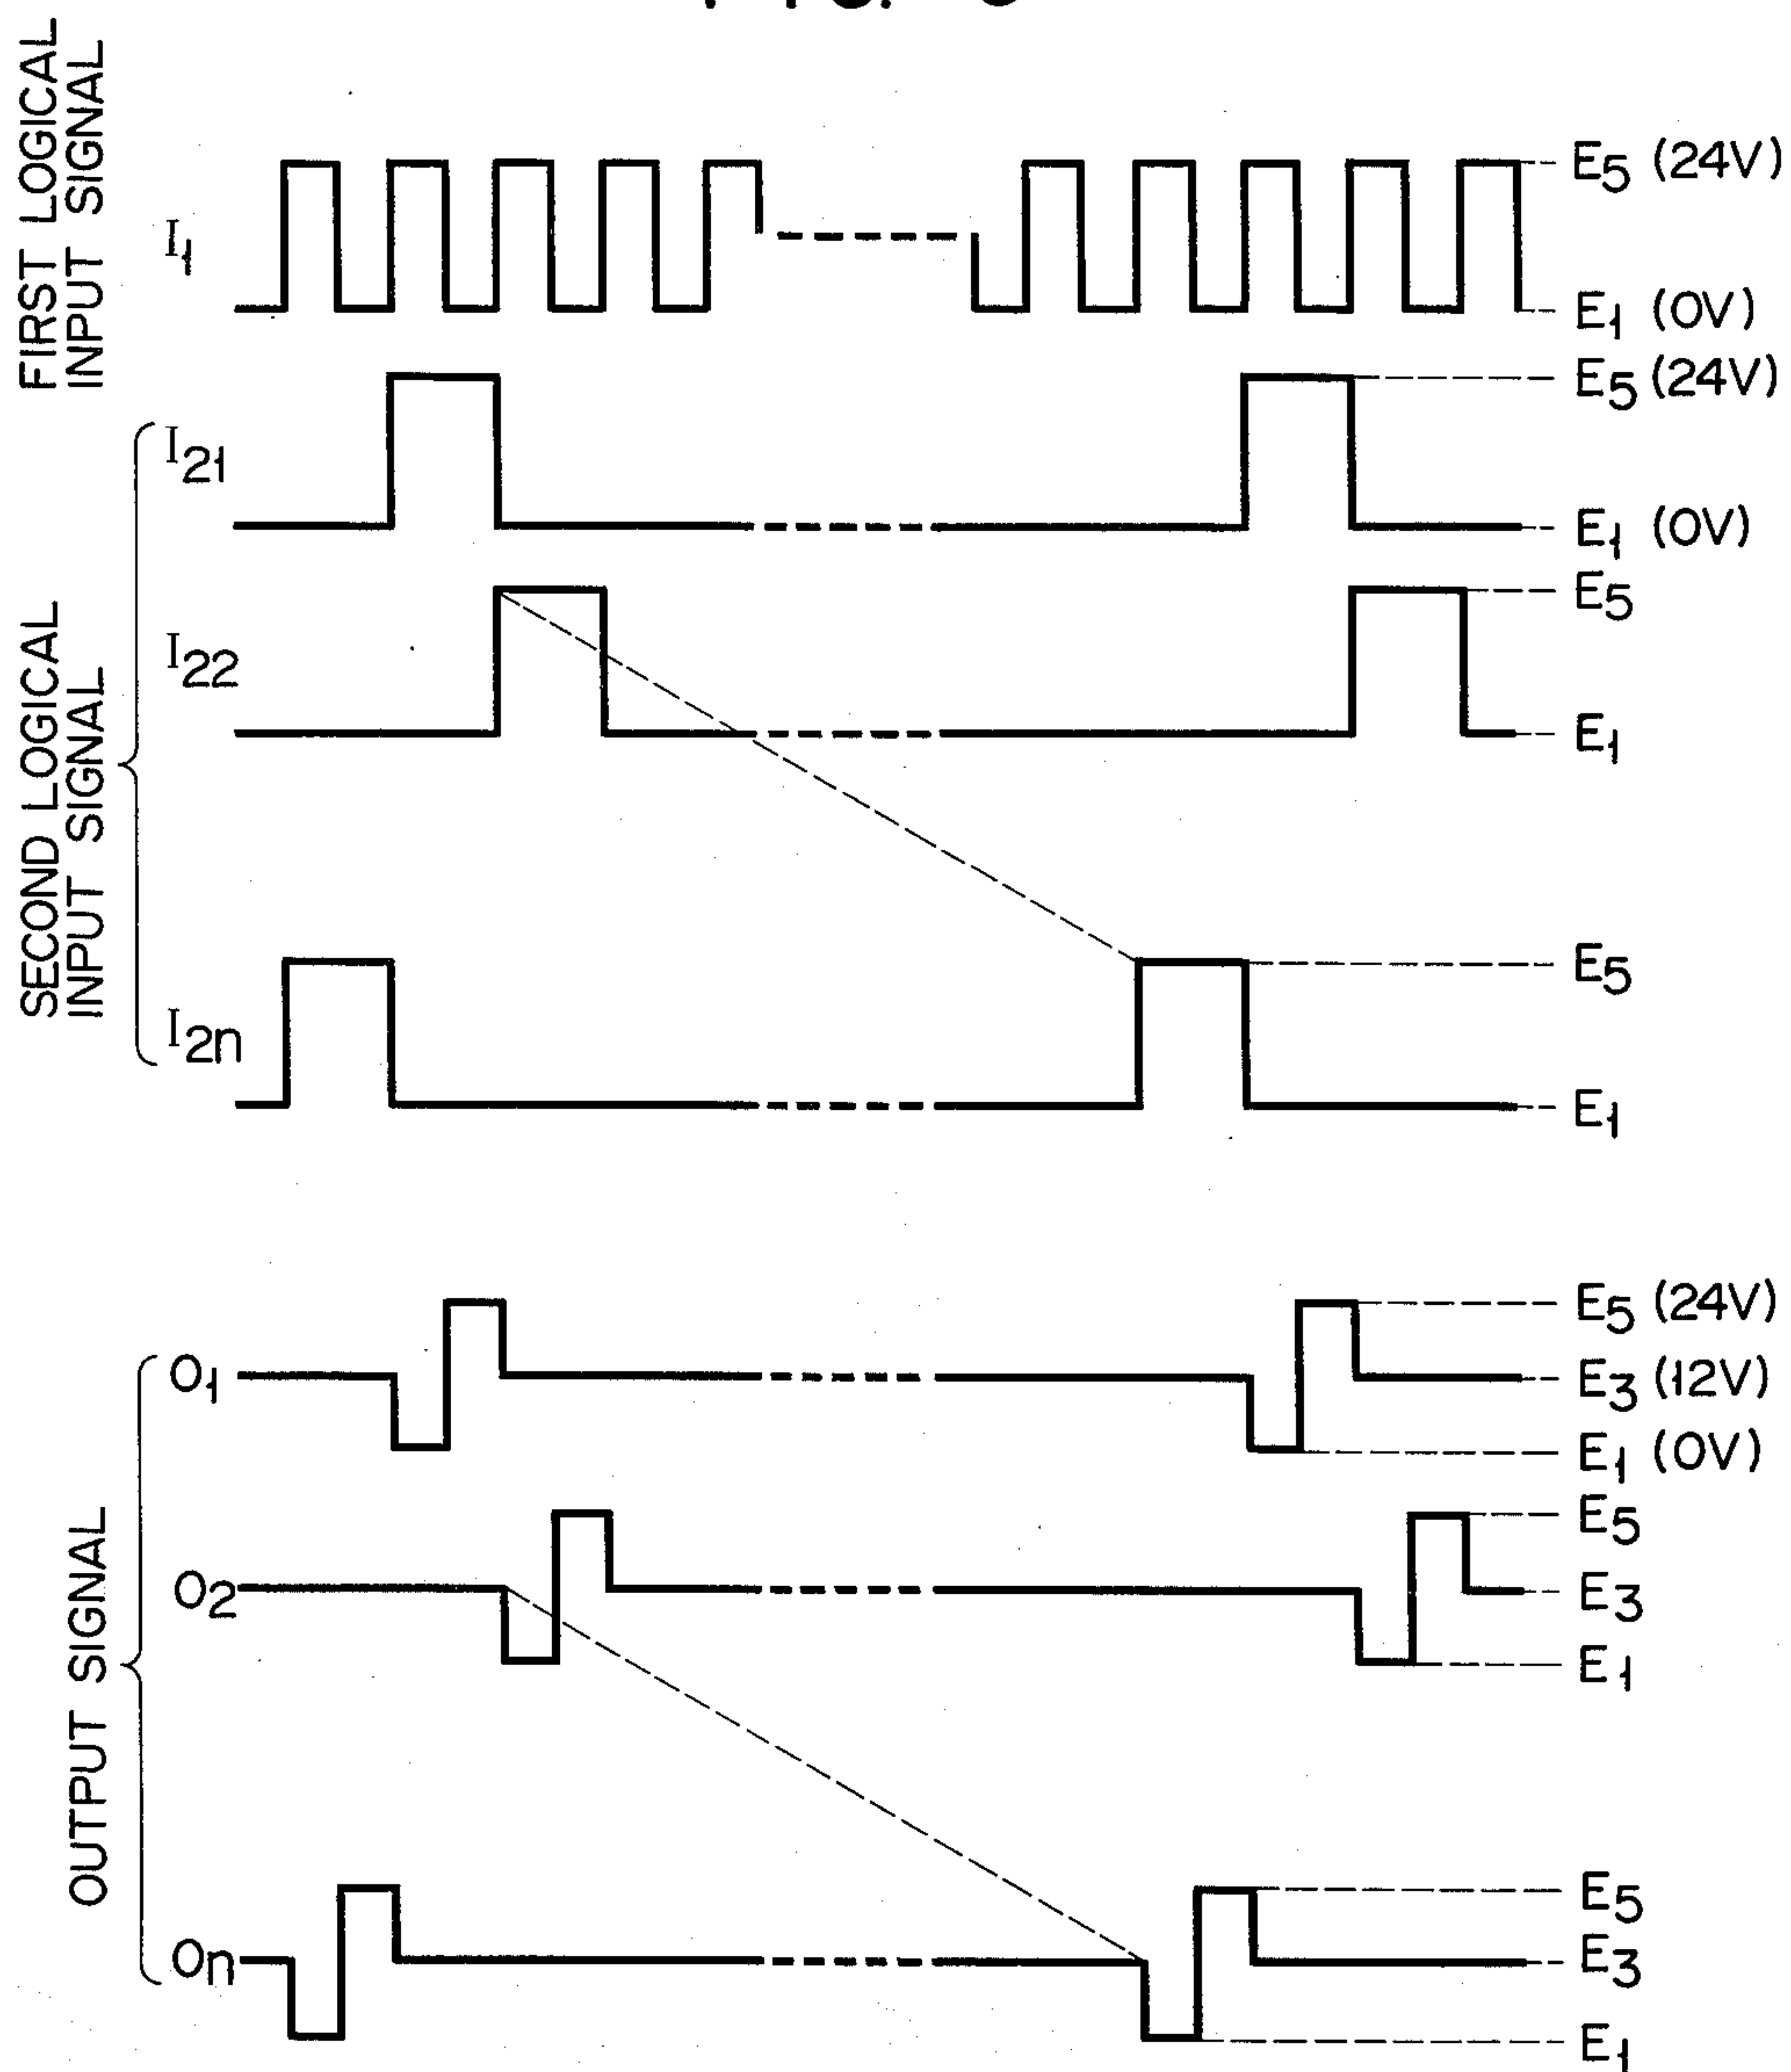 FIRST LOGICAL
INPUT SIGNAL
I1
E5 (24V)
E1 (0V)
SECOND LOGICAL
INPUT SIGNAL
I21
E5 (24V)
E1 (0V)
I22
E5
E1
I2n
E5
E1
OUTPUT SIGNAL
O1
E5 (24V)
E3 (12V)
E1 (0V)
O2
E5
E3
E1
On
E5
E3
E1